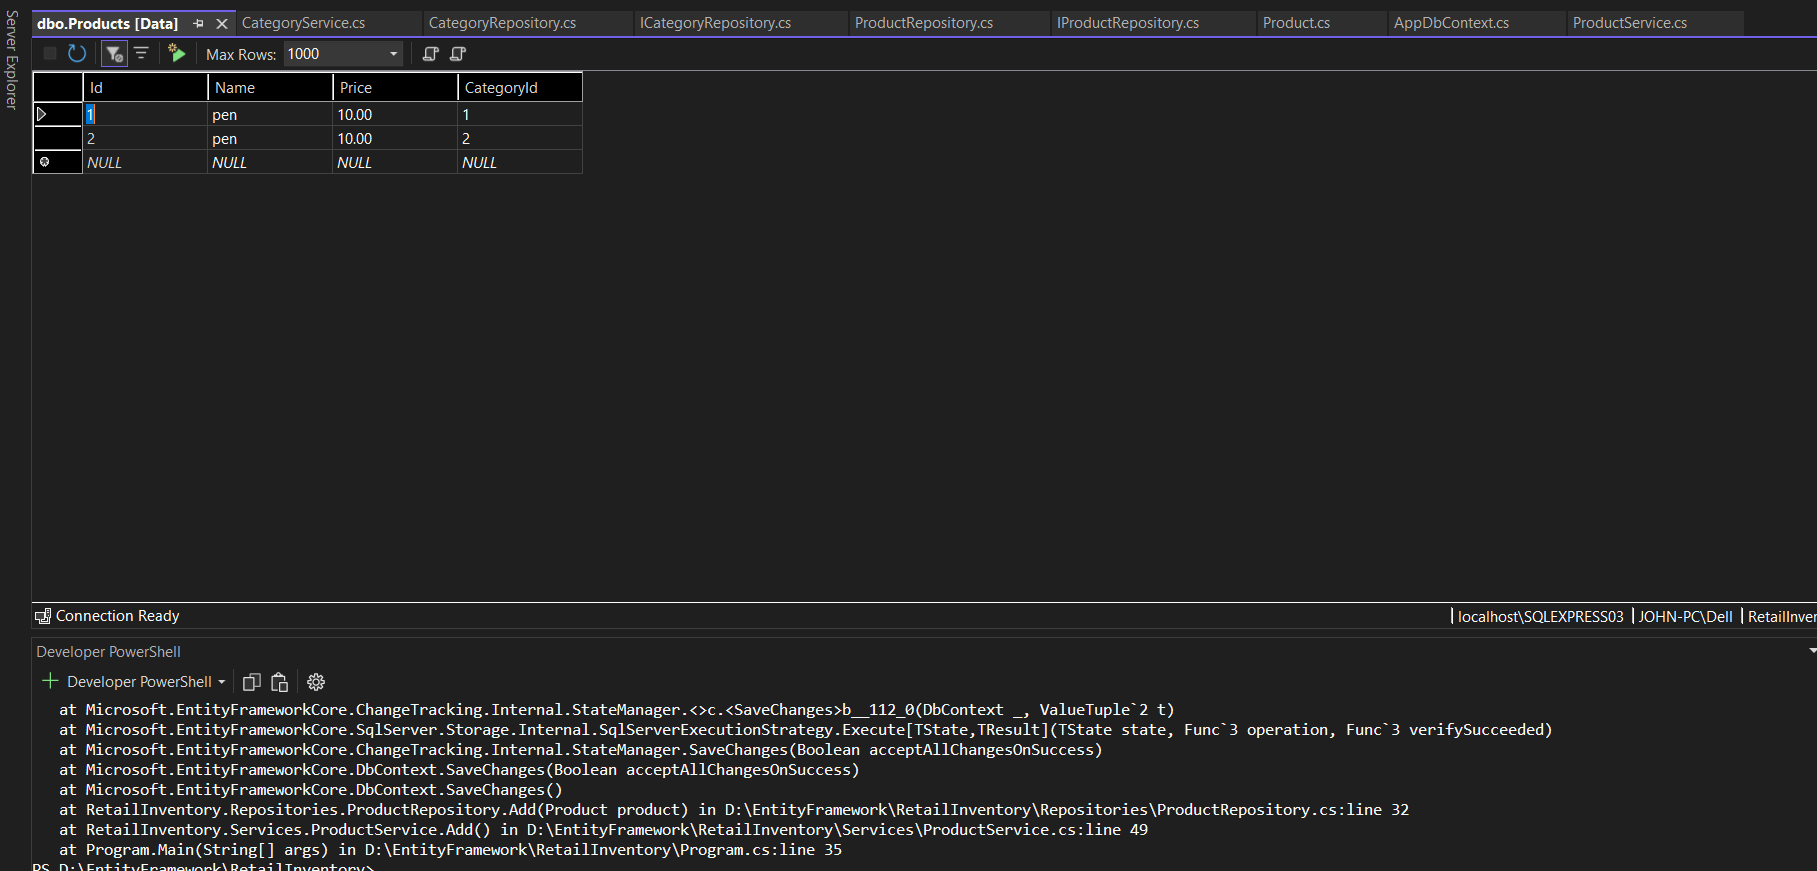 Server Explorer
dbo.Products [Data]
CategoryService.cs
CategoryRepository.cs
ICategoryRepository.cs
ProductRepository.cs
IProductRepository.cs
Product.cs
AppDbContext.cs
ProductService.cs
Max Rows: 1000
Id Name Price CategoryId
1 pen 10.00 1
2 pen 10.00 2
NULL NULL NULL NULL
Connection Ready
localhost\SQLEXPRESS03
JOHN-PC\Dell
RetailInver
Developer PowerShell
Developer PowerShell
at Microsoft.EntityFrameworkCore.ChangeTracking.Internal.StateManager.<>c.<SaveChanges>b__112_0(DbContext _, ValueTuple`2 t)
at Microsoft.EntityFrameworkCore.SqlServer.Storage.Internal.SqlServerExecutionStrategy.Execute[TState,TResult](TState state, Func`3 operation, Func`3 verifySucceeded)
at Microsoft.EntityFrameworkCore.ChangeTracking.Internal.StateManager.SaveChanges(Boolean acceptAllChangesOnSuccess)
at Microsoft.EntityFrameworkCore.DbContext.SaveChanges(Boolean acceptAllChangesOnSuccess)
at Microsoft.EntityFrameworkCore.DbContext.SaveChanges()
at RetailInventory.Repositories.ProductRepository.Add(Product product) in D:\EntityFramework\RetailInventory\Repositories\ProductRepository.cs:line 32
at RetailInventory.Services.ProductService.Add() in D:\EntityFramework\RetailInventory\Services\ProductService.cs:line 49
at Program.Main(String[] args) in D:\EntityFramework\RetailInventory\Program.cs:line 35
PS D:\EntityFramework\RetailInventory>